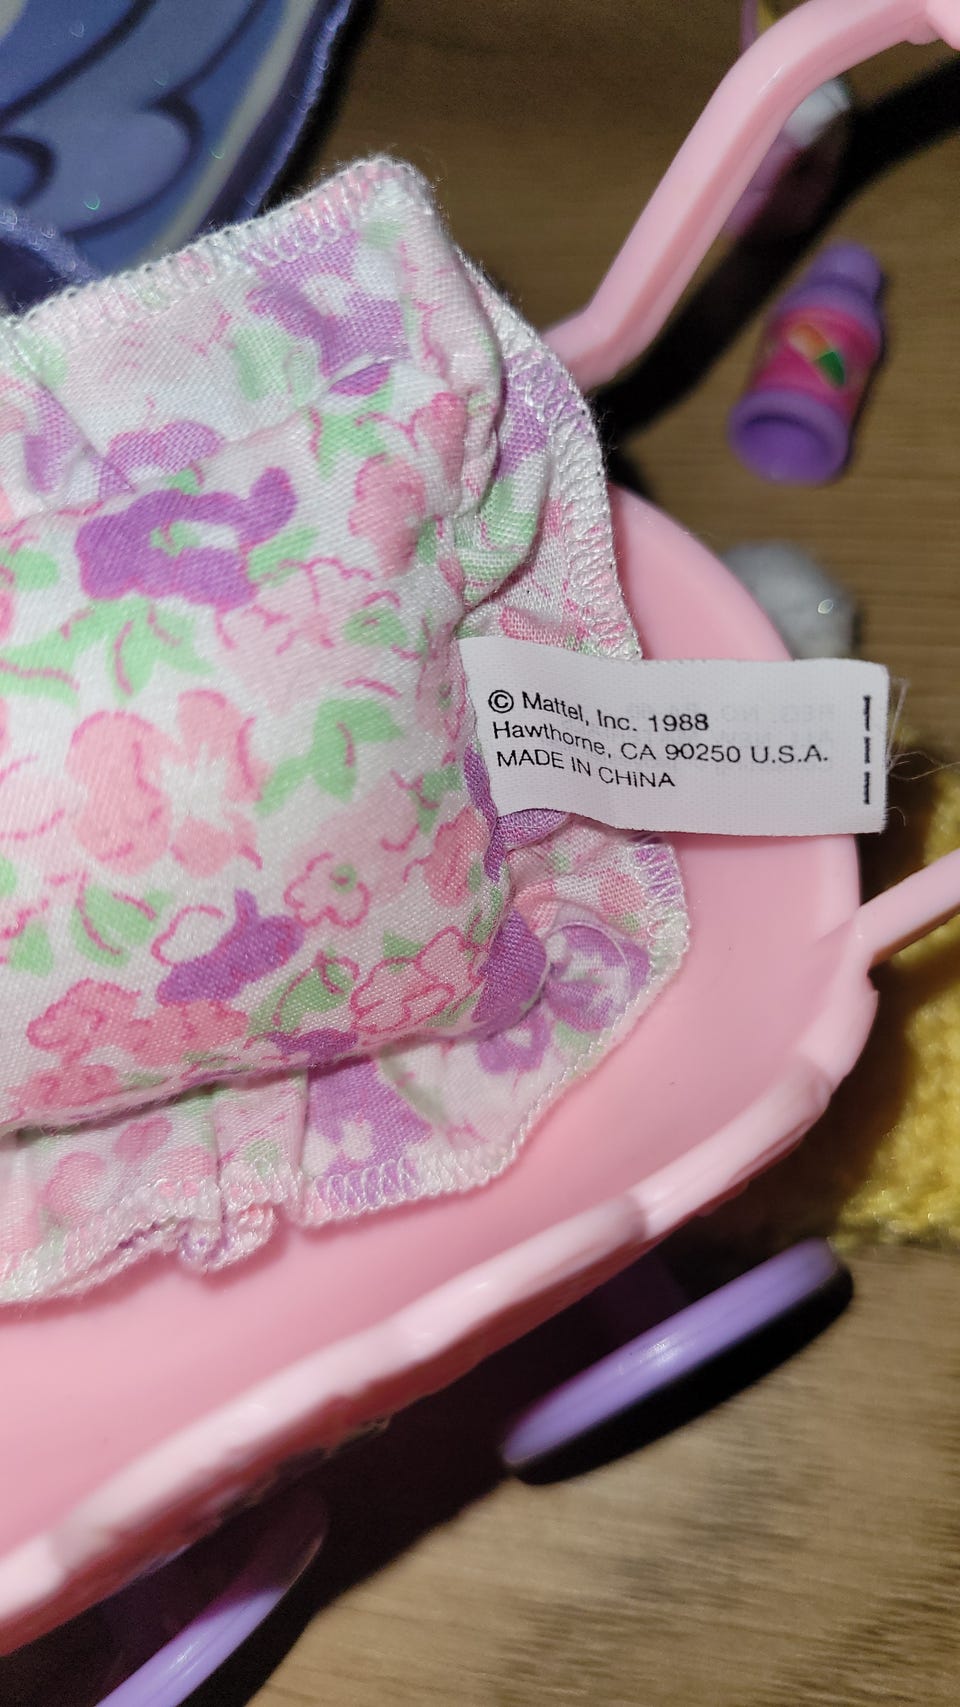 © Mattel, Inc. 1988
Hawthorne, CA 90250 U.S.A.
MADE IN CHINA